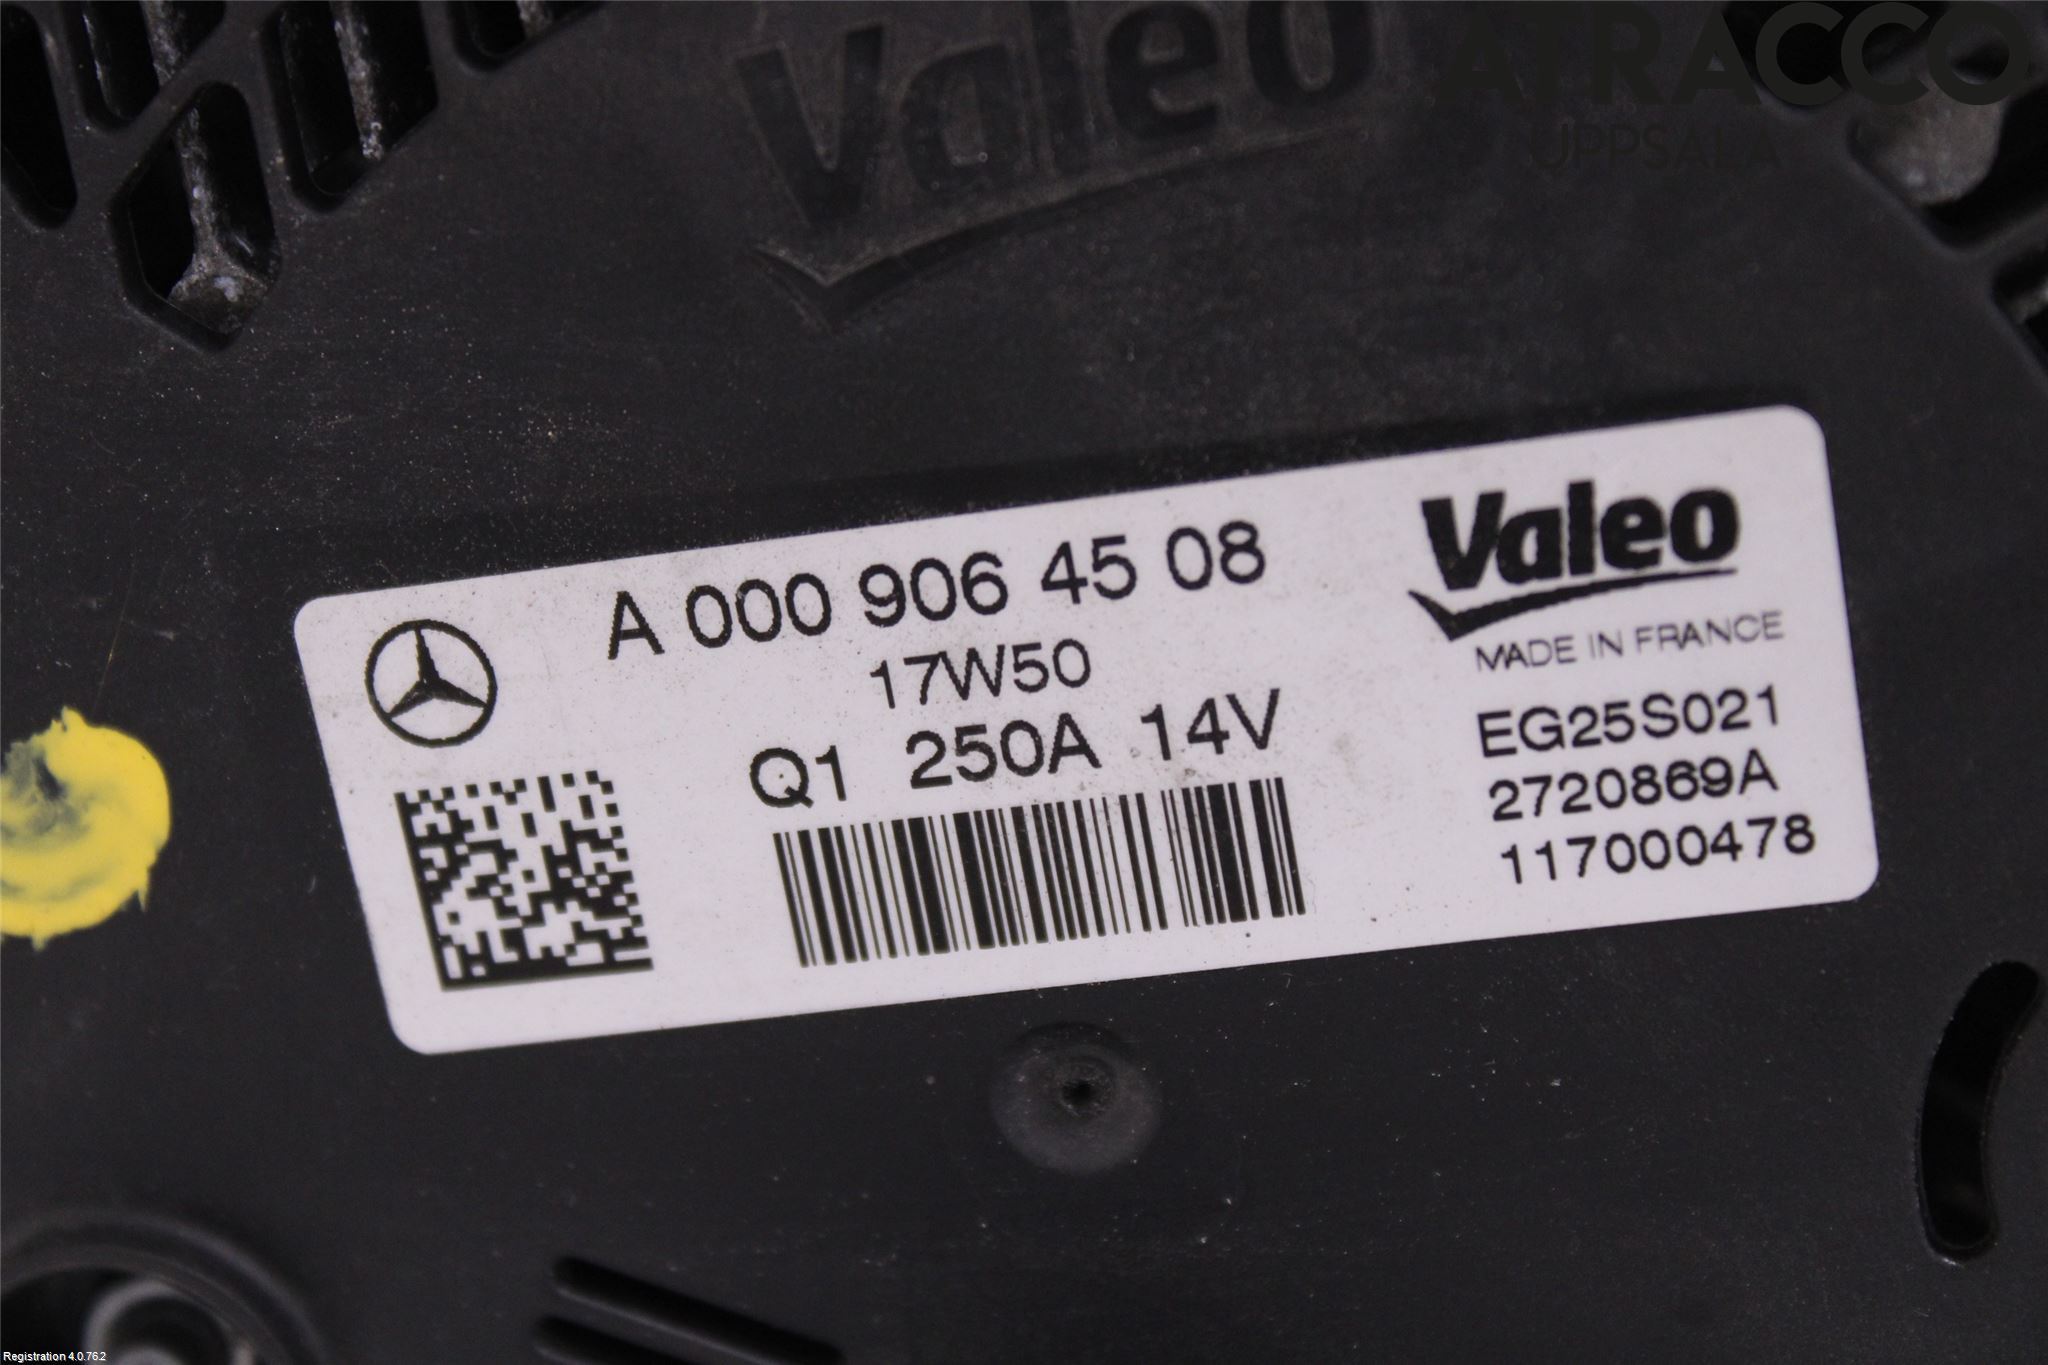 Valeo
ATRACCO
UPPSALA
A 000 906 45 08
17W50
Q1 250A 14V
Valeo
MADE IN FRANCE
EG25S021
2720869A
117000478
Registration 4.0.76.2